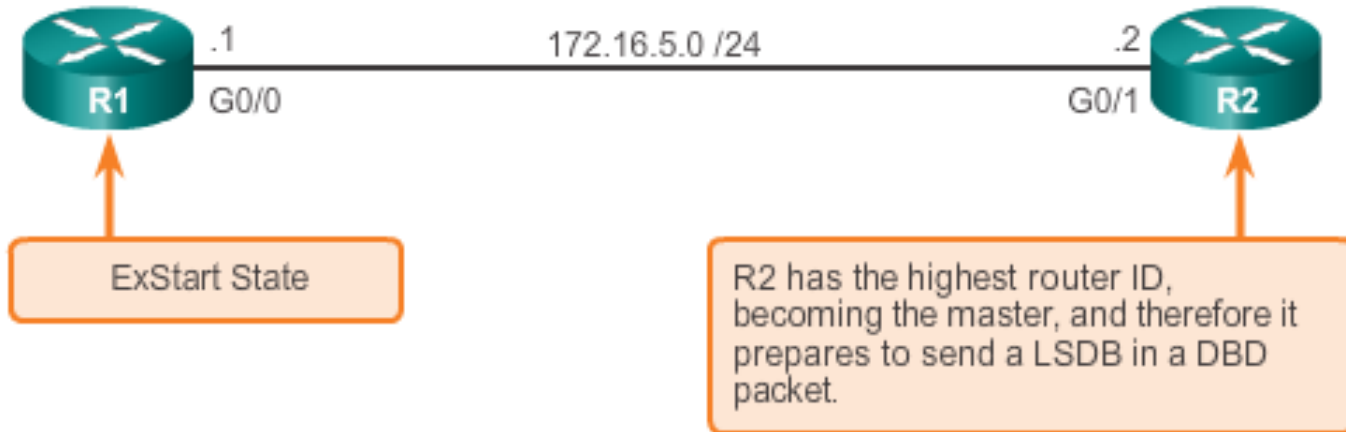 .1
172.16.5.0 /24
.2
R1
G0/0
G0/1
R2
ExStart State
R2 has the highest router ID,
becoming the master, and therefore it
prepares to send a LSDB in a DBD
packet.